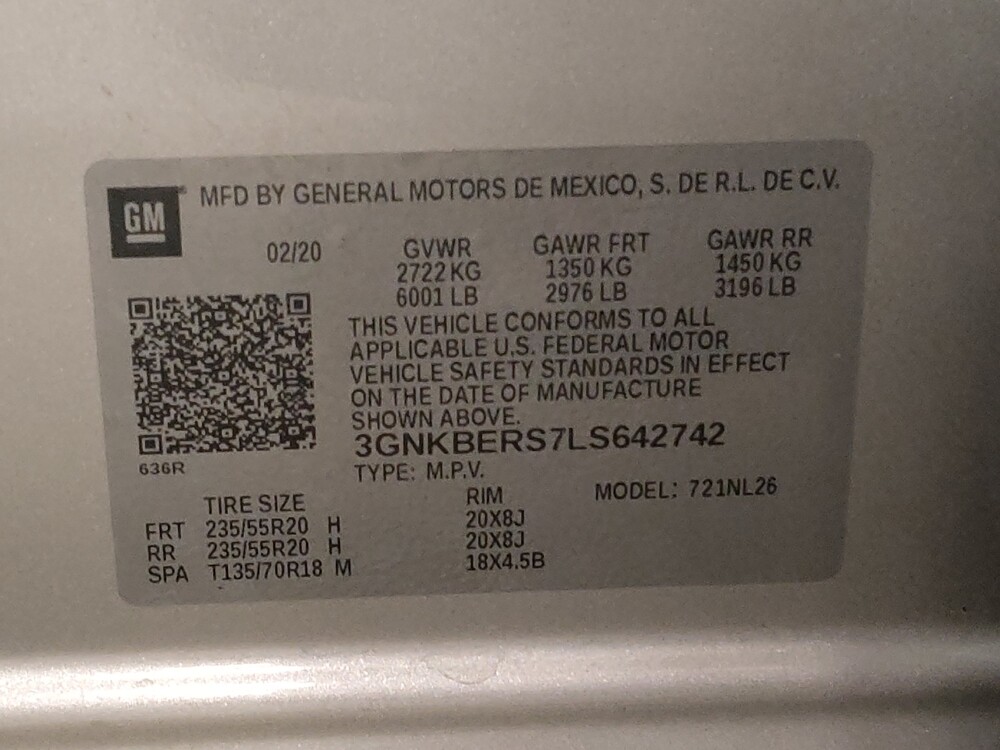 GM
MFD BY GENERAL MOTORS DE MEXICO, S. DE R.L. DE C.V.
02/20 GVWR GAWR FRT GAWR RR
2722 KG 1350 KG 1450 KG
6001 LB 2976 LB 3196 LB
THIS VEHICLE CONFORMS TO ALL
APPLICABLE U.S. FEDERAL MOTOR
VEHICLE SAFETY STANDARDS IN EFFECT
ON THE DATE OF MANUFACTURE
SHOWN ABOVE.
3GNKBERS7LS642742
636R
TYPE: M.P.V.
TIRE SIZE RIM MODEL: 721NL26
FRT 235/55R20 H 20X8J
RR 235/55R20 H 20X8J
SPA T135/70R18 M 18X4.5B